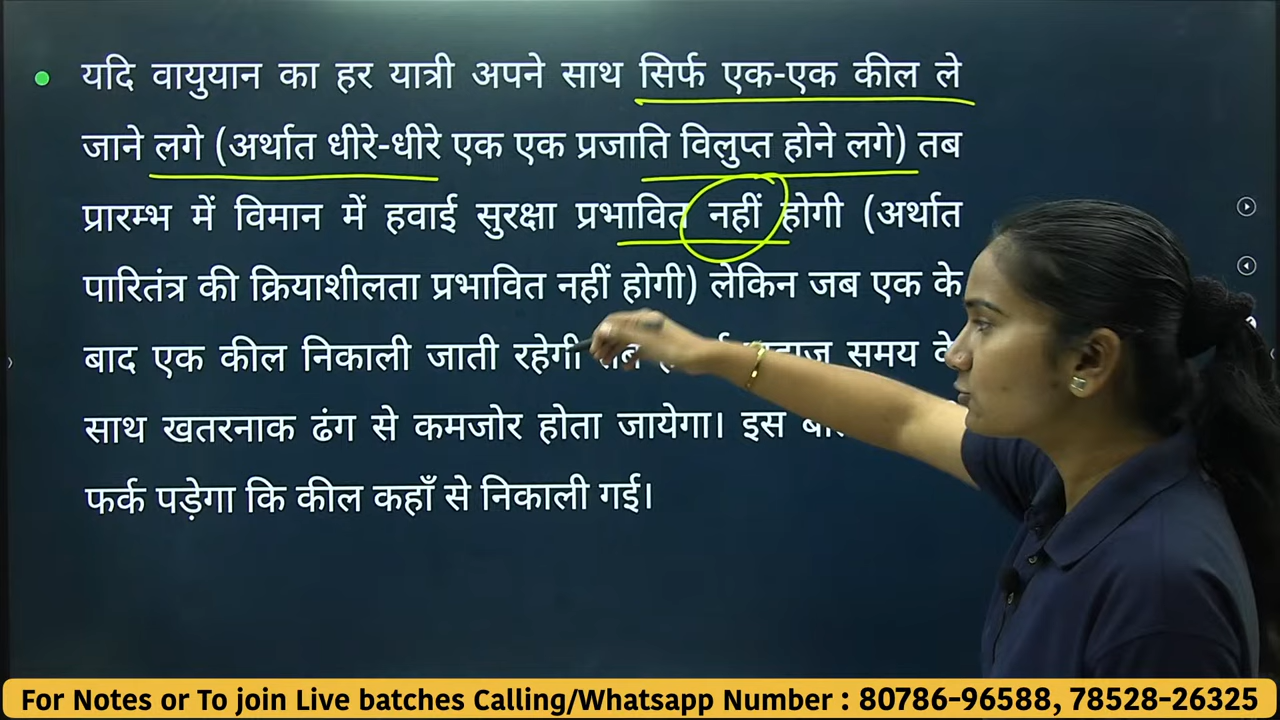 यदि वायुयान का हर यात्री अपने साथ सिर्फ एक-एक कील ले
जाने लगे (अर्थात धीरे-धीरे एक एक प्रजाति विलुप्त होने लगे) तब
प्रारम्भ में विमान में हवाई सुरक्षा प्रभावित नहीं होगी (अर्थात
पारितंत्र की क्रियाशीलता प्रभावित नहीं होगी) लेकिन जब एक के
बाद एक कील निकाली जाती रहेगी समय के
साथ खतरनाक ढंग से कमजोर होता जायेगा। इस
फर्क पड़ेगा कि कील कहाँ से निकाली गई।
For Notes or To join Live batches Calling/Whatsapp Number : 80786-96588, 78528-26325